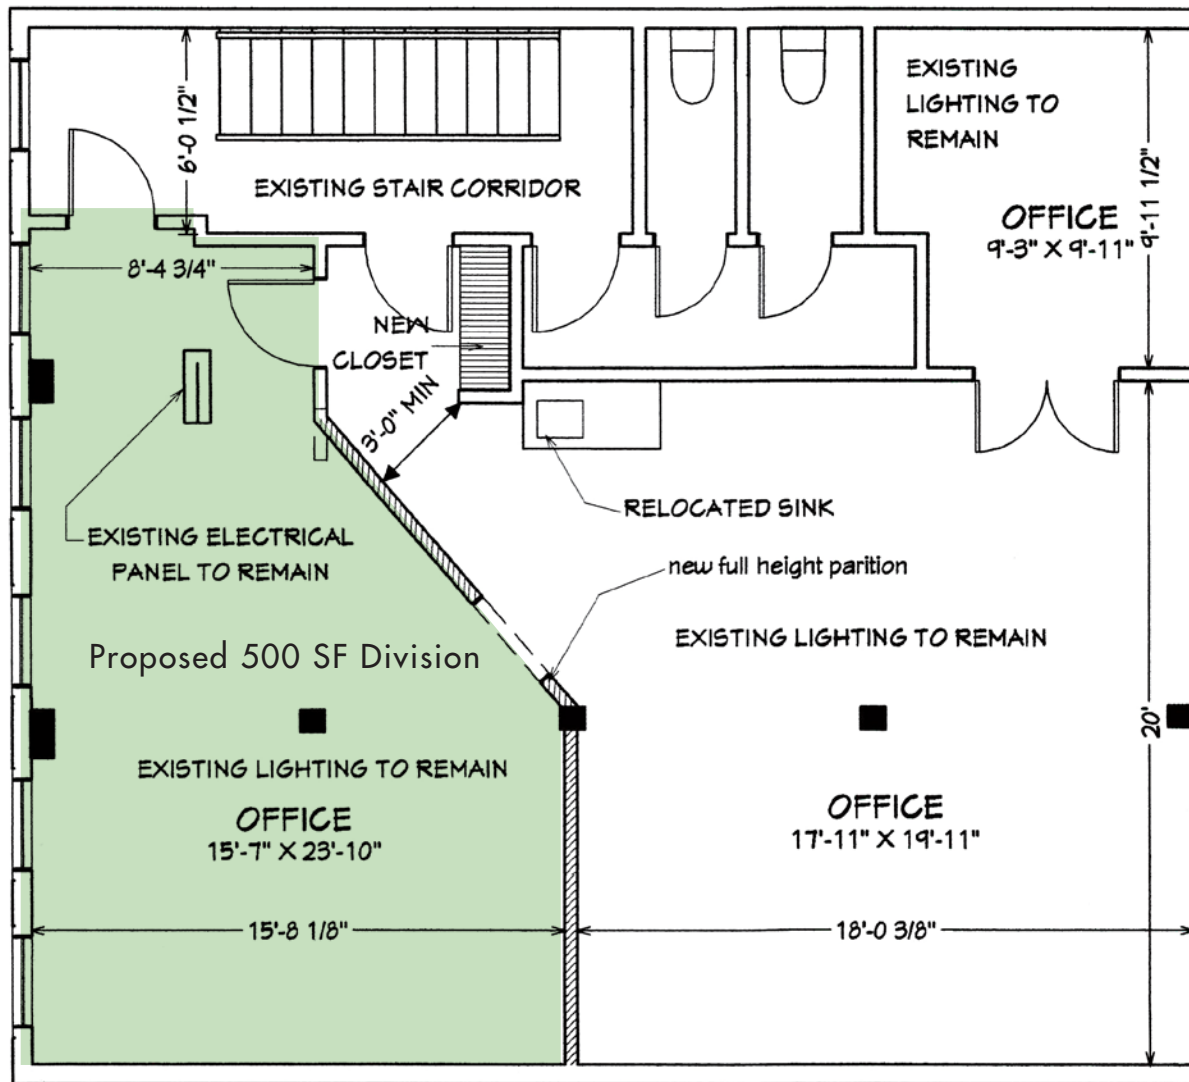 6'-0 1/2"
EXISTING STAIR CORRIDOR
EXISTING
LIGHTING TO
REMAIN
OFFICE
9'-3" X 9'-11"
9'-11 1/2"
8'-4 3/4"
NEW
CLOSET
3'-0" MIN
RELOCATED SINK
EXISTING ELECTRICAL
PANEL TO REMAIN
new full height parition
EXISTING LIGHTING TO REMAIN
Proposed 500 SF Division
20'
EXISTING LIGHTING TO REMAIN
OFFICE
15'-7" X 23'-10"
OFFICE
17'-11" X 19'-11"
15'-8 1/8"
18'-0 3/8"